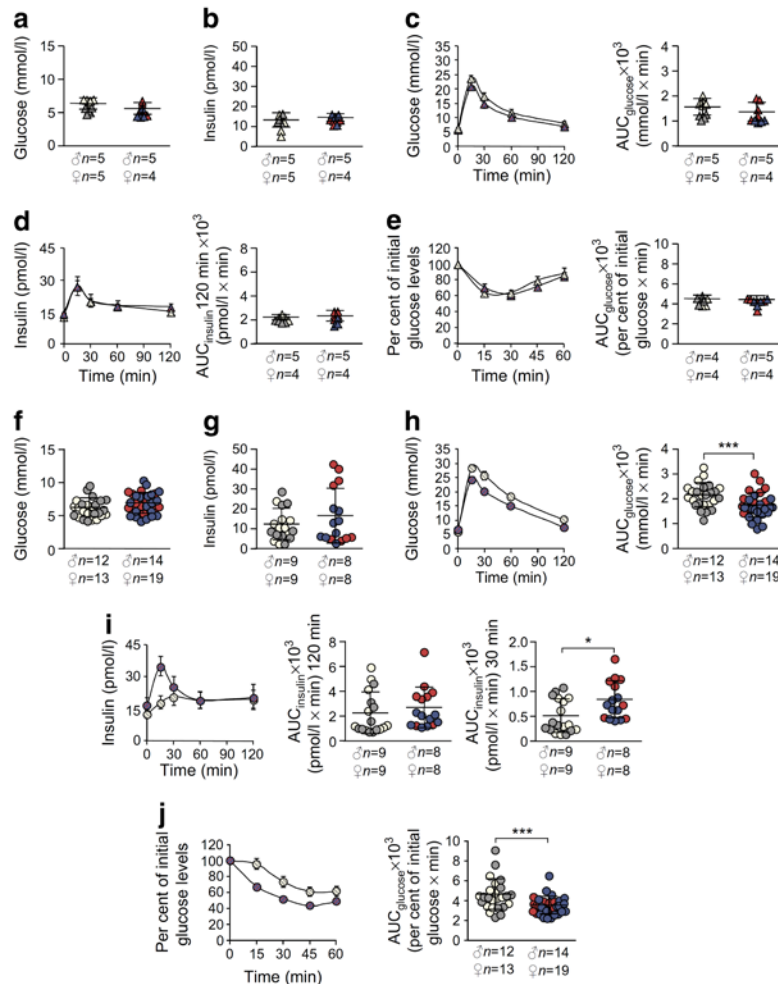 a
Glucose (mmol/l)
15
10
5
0
♂n=5 ♂n=5
♀n=5 ♀n=4
b
Insulin (pmol/l)
50
40
30
20
10
0
♂n=5 ♂n=5
♀n=5 ♀n=4
c
Glucose (mmol/l)
35
30
25
20
15
10
5
0
0 30 60 90 120
Time (min)
AUCglucose×10³
(mmol/l × min)
4
3
2
1
0
♂n=5 ♂n=5
♀n=5 ♀n=4
d
Insulin (pmol/l)
45
30
15
0
0 30 60 90 120
Time (min)
AUCinsulin 120 min ×10³
(pmol/l × min)
8
6
4
2
0
♂n=5 ♂n=5
♀n=4 ♀n=4
e
Per cent of initial
glucose levels
120
100
80
60
40
20
0
0 15 30 45 60
Time (min)
AUCglucose×10³
(per cent of initial
glucose × min)
10
8
6
4
2
0
♂n=4 ♂n=5
♀n=4 ♀n=4
f
Glucose (mmol/l)
15
10
5
0
♂n=12 ♂n=14
♀n=13 ♀n=19
g
Insulin (pmol/l)
50
40
30
20
10
0
♂n=9 ♂n=8
♀n=9 ♀n=8
h
Glucose (mmol/l)
35
30
25
20
15
10
5
0
0 30 60 90 120
Time (min)
AUCglucose×10³
(mmol/l × min)
4
3
2
1
0
***
♂n=12 ♂n=14
♀n=13 ♀n=19
i
Insulin (pmol/l)
45
30
15
0
0 30 60 90 120
Time (min)
AUCinsulin×10³
(pmol/l × min) 120 min
8
6
4
2
0
♂n=9 ♂n=8
♀n=9 ♀n=8
AUCinsulin×10³
(pmol/l × min) 30 min
2.0
1.5
1.0
0.5
0
*
♂n=9 ♂n=8
♀n=9 ♀n=8
j
Per cent of initial
glucose levels
120
100
80
60
40
20
0
0 15 30 45 60
Time (min)
AUCglucose×10³
(per cent of initial
glucose × min)
10
8
6
4
2
0
***
♂n=12 ♂n=14
♀n=13 ♀n=19